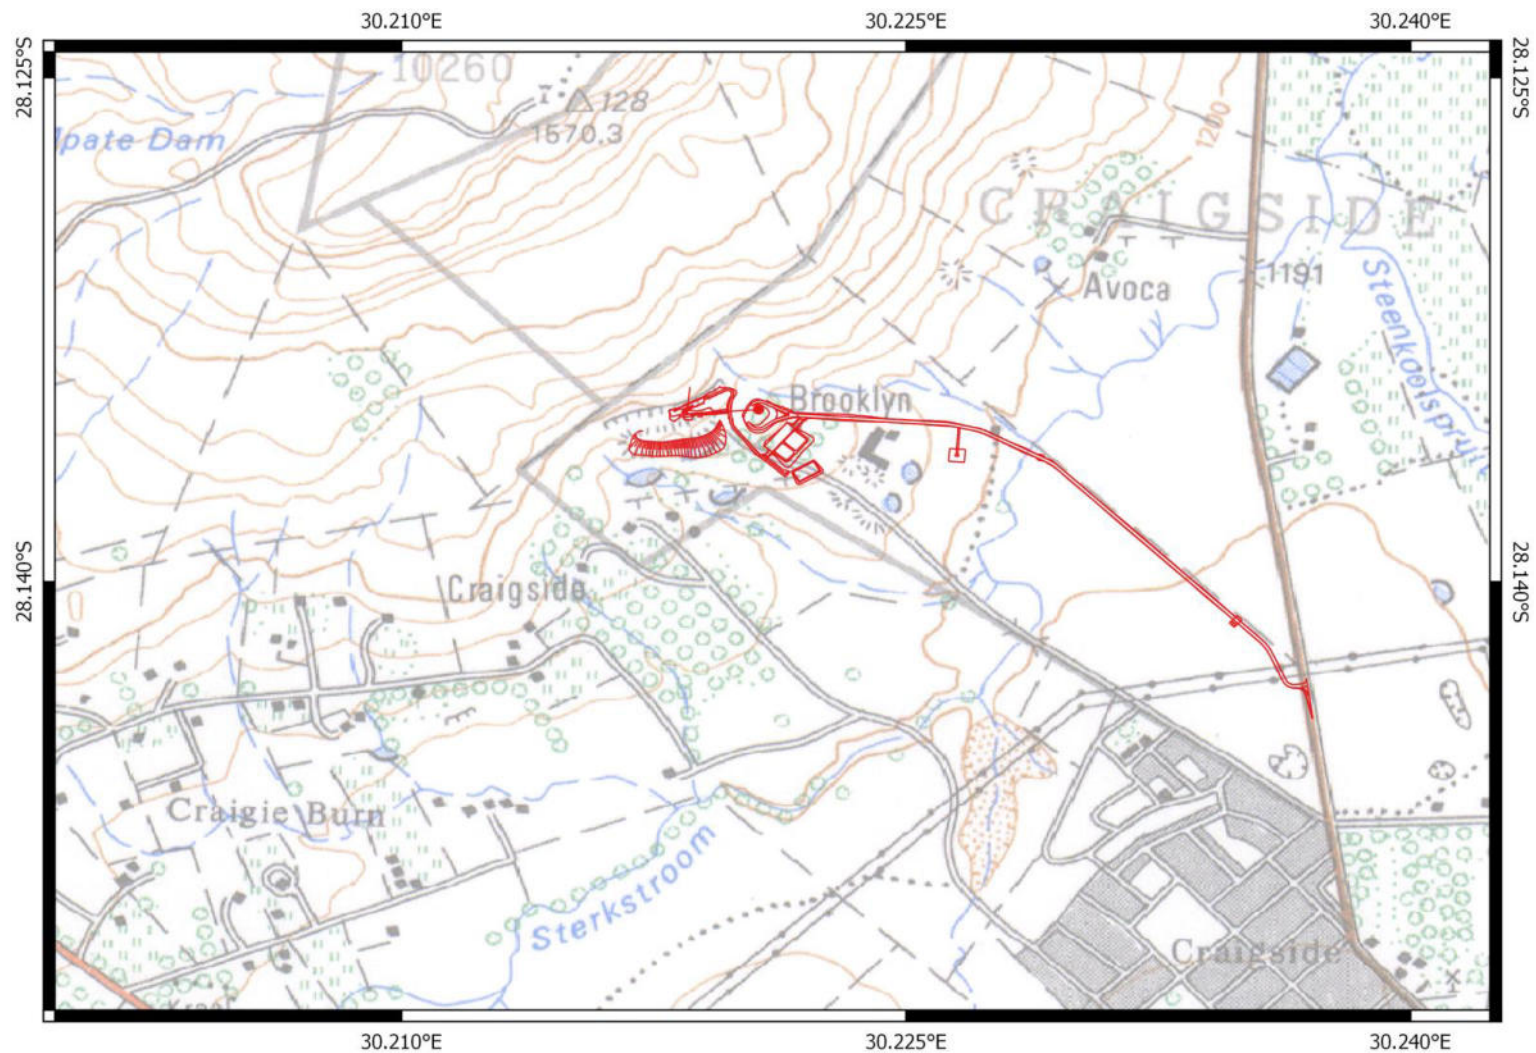 30.210°E 30.225°E 30.240°E
28.125°S
28.125°S
10260
128
1570.3
Mpate Dam
1200
CRAIGSIDE
Avoca
1191
Steenkoolspruit
Brooklyn
28.140°S
28.140°S
Craigside
Craigie Burn
Sterkstroom
Craigside
30.210°E 30.225°E 30.240°E